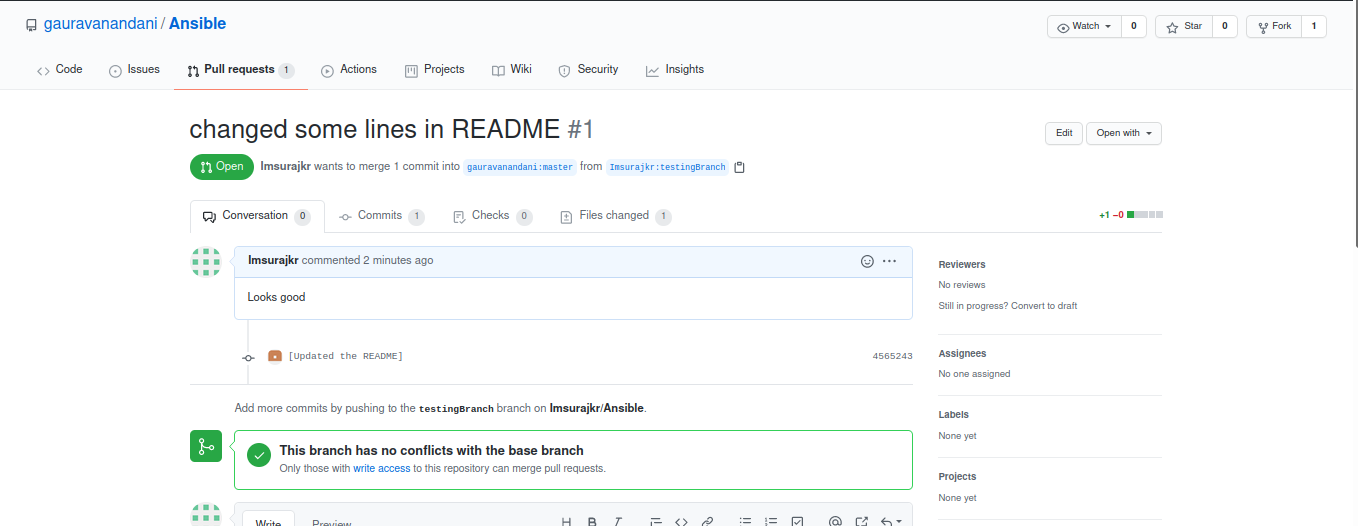 gauravanandani / Ansible
Watch 0 Star 0 Fork 1
Code Issues Pull requests 1 Actions Projects Wiki Security Insights
changed some lines in README #1
Edit Open with
Open Imsurajkr wants to merge 1 commit into gauravanandani:master from Imsurajkr:testingBranch
Conversation 0 Commits 1 Checks 0 Files changed 1
+1 −0
Imsurajkr commented 2 minutes ago
Looks good
[Updated the README] 4565243
Add more commits by pushing to the testingBranch branch on Imsurajkr/Ansible.
This branch has no conflicts with the base branch
Only those with write access to this repository can merge pull requests.
Write Preview
Reviewers
No reviews
Still in progress? Convert to draft
Assignees
No one assigned
Labels
None yet
Projects
None yet